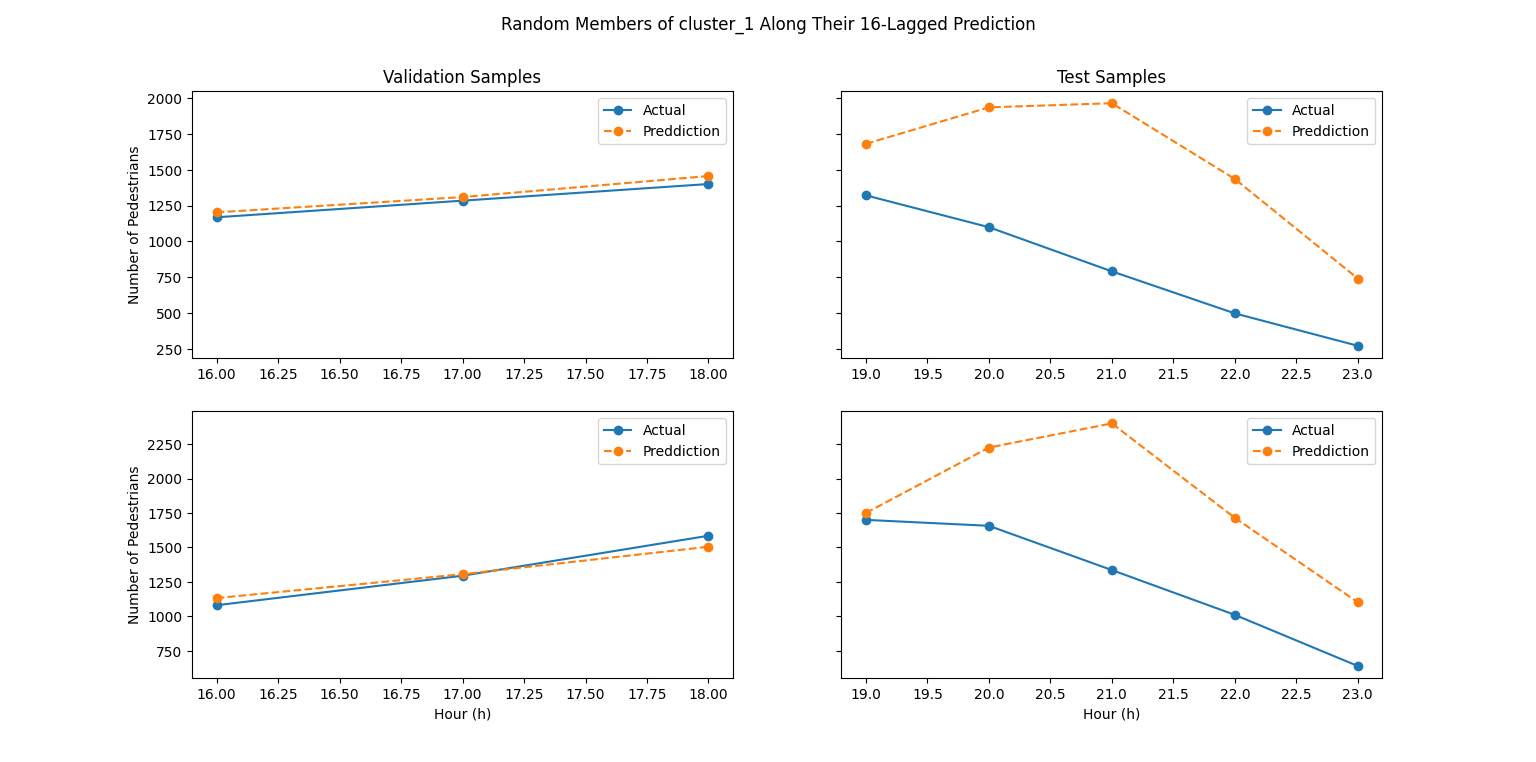 Random Members of cluster_1 Along Their 16-Lagged Prediction
Validation Samples
Number of Pedestrians
2000
1750
1500
1250
1000
750
500
250
Actual
Preddiction
16.00 16.25 16.50 16.75 17.00 17.25 17.50 17.75 18.00
Test Samples
Actual
Preddiction
19.0 19.5 20.0 20.5 21.0 21.5 22.0 22.5 23.0
Number of Pedestrians
2250
2000
1750
1500
1250
1000
750
Actual
Preddiction
16.00 16.25 16.50 16.75 17.00 17.25 17.50 17.75 18.00
Hour (h)
Actual
Preddiction
19.0 19.5 20.0 20.5 21.0 21.5 22.0 22.5 23.0
Hour (h)